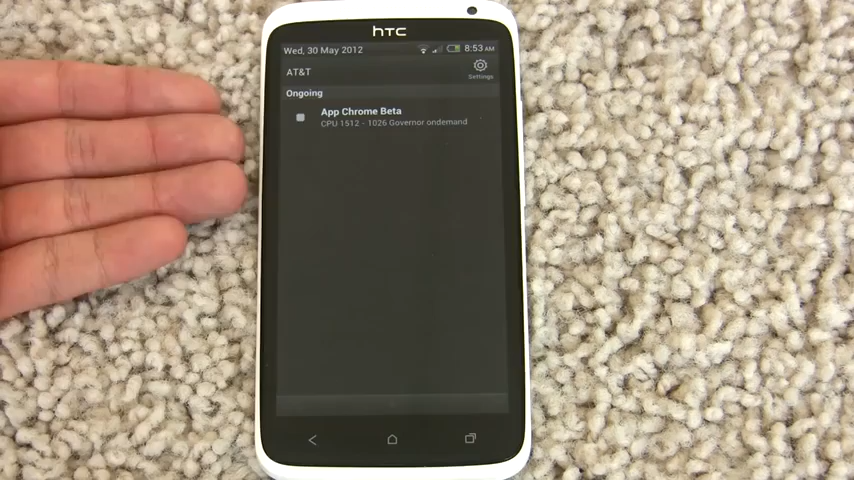 hTC
Wed, 30 May 2012 8:53 AM
AT&T
Settings
Ongoing
App Chrome Beta
CPU 1512 - 1026 Governor ondemand